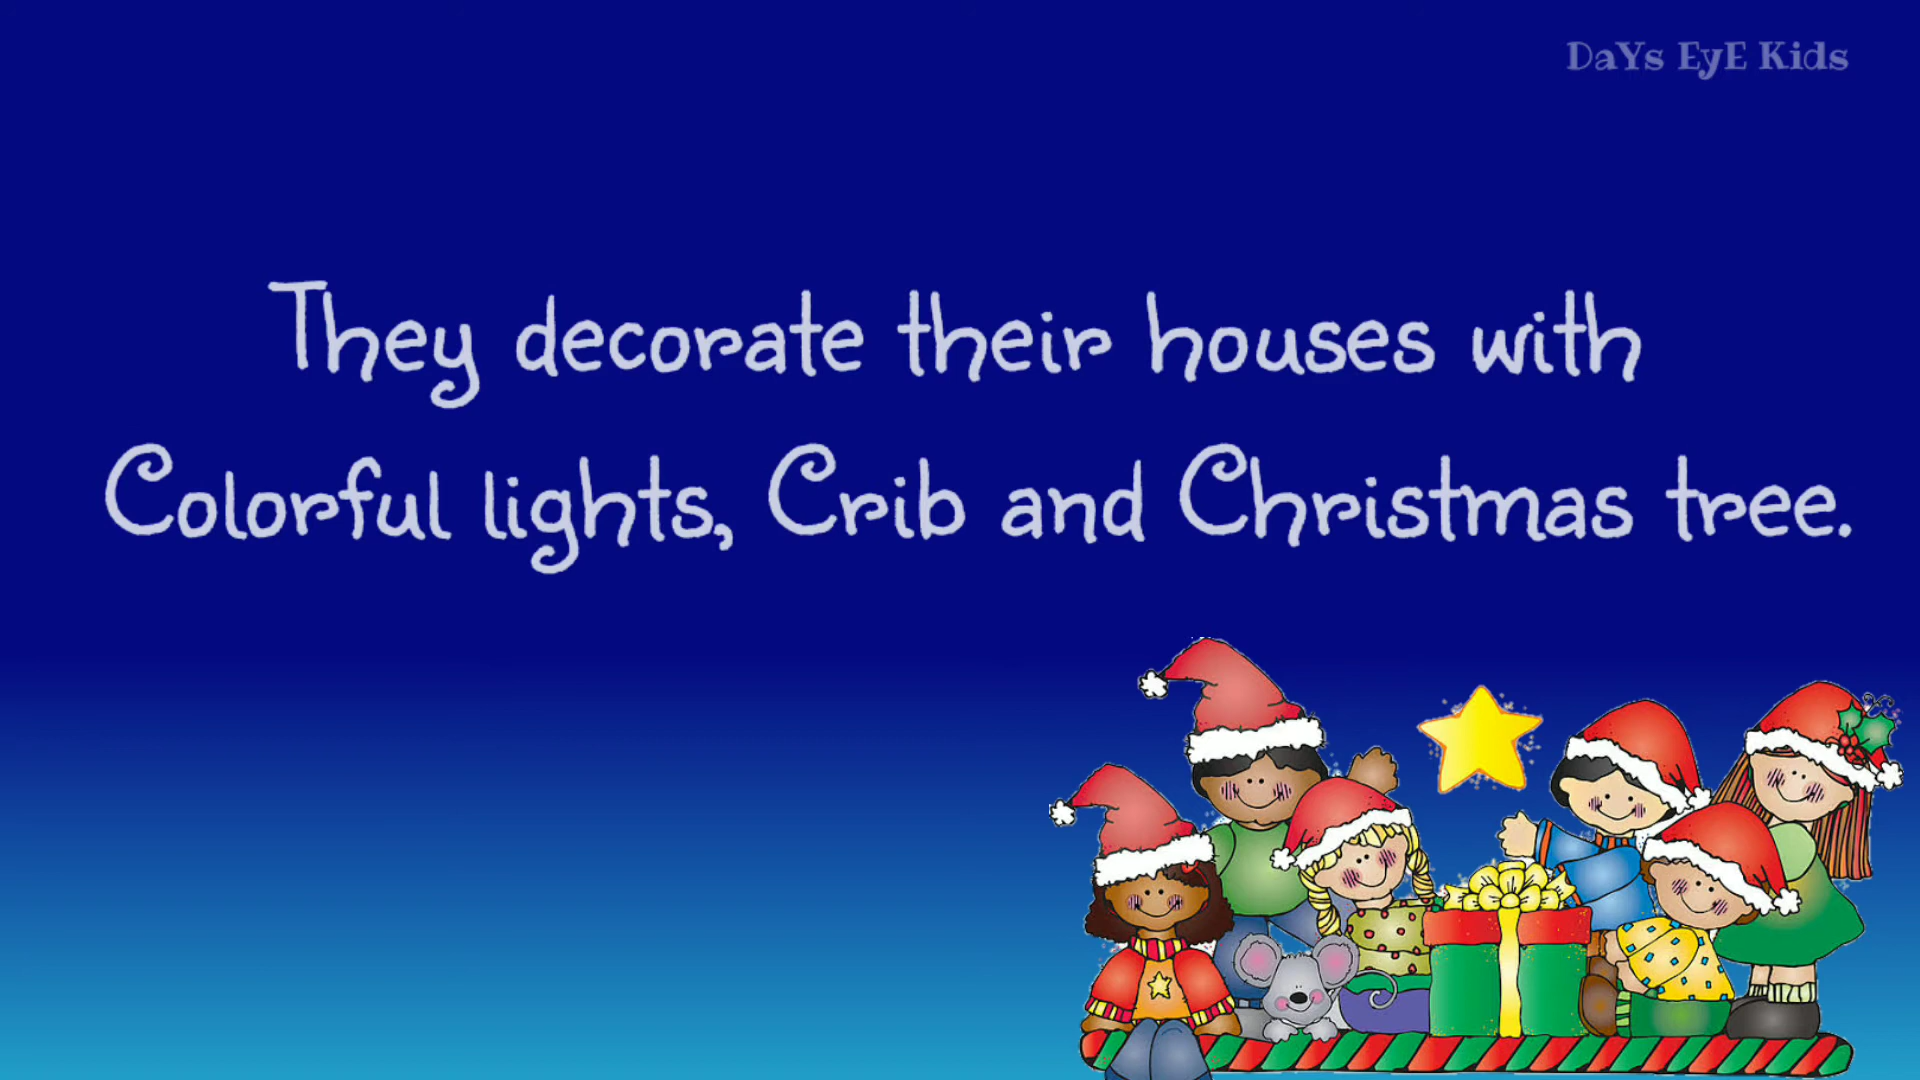 DaYs EyE Kids
They decorate their houses with
Colorful lights, Crib and Christmas tree.